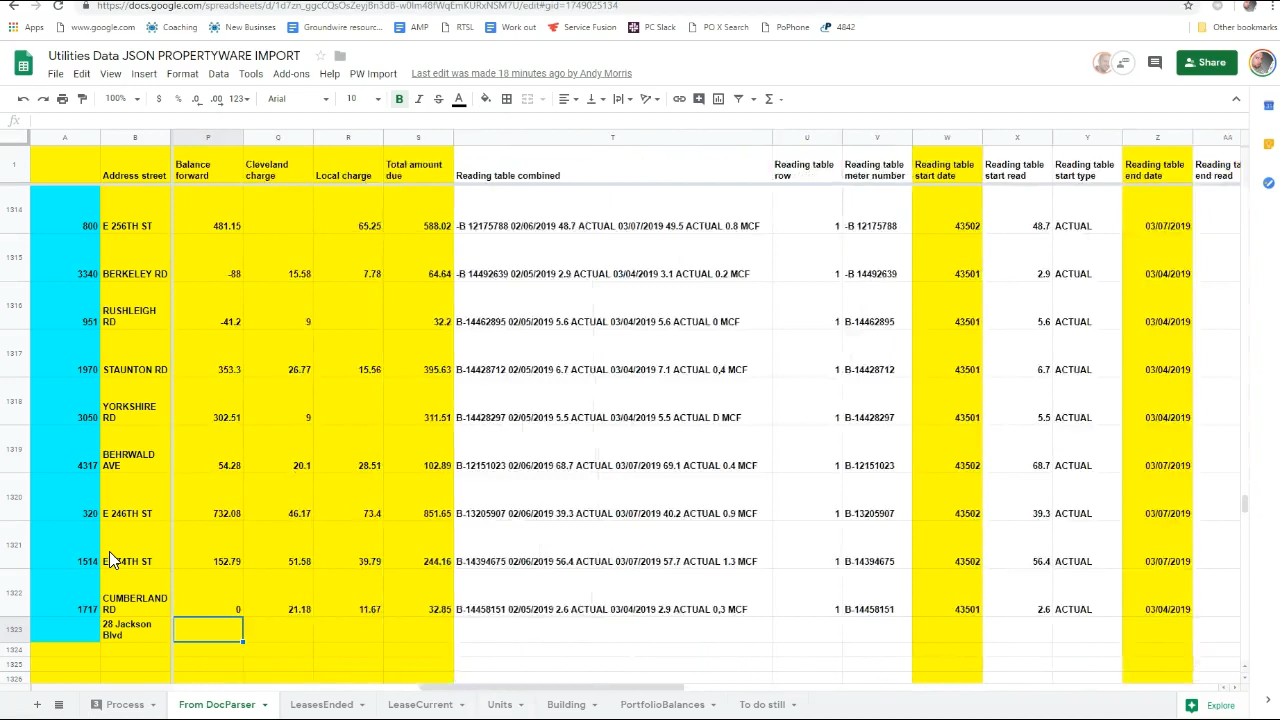 https://docs.google.com/spreadsheets/d/1d7zn_ggcCQsOsZeyjBn3dB-w0Im48fWqEmKURxNSM7U/edit#gid=1749025134
Apps www.google.com Coaching New Businses Groundwire resourc... AMP RTSL Work out Service Fusion PC Slack PO X Search PoPhone 4842 Other bookmarks
Utilities Data JSON PROPERTYWARE IMPORT
File Edit View Insert Format Data Tools Add-ons Help PW Import Last edit was made 18 minutes ago by Andy Morris Share
100% $ % .0 .00 123 Arial 10 B I S A
fx
A B P Q R S T U V W X Y Z AA
1 Address street Balance forward Cleveland charge Local charge Total amount due Reading table combined Reading table row Reading table meter number Reading table start date Reading table start read Reading table start type Reading table end date Reading ta end read
1314 800 E 256TH ST 481.15 65.25 588.02 -B 12175788 02/06/2019 48.7 ACTUAL 03/07/2019 49.5 ACTUAL 0.8 MCF 1 -B 12175788 43502 48.7 ACTUAL 03/07/2019
1315 3340 BERKELEY RD -88 15.58 7.78 64.64 -B 14492639 02/05/2019 2.9 ACTUAL 03/04/2019 3.1 ACTUAL 0.2 MCF 1 -B 14492639 43501 2.9 ACTUAL 03/04/2019
1316 951 RUSHLEIGH RD -41.2 9 32.2 B-14462895 02/05/2019 5.6 ACTUAL 03/04/2019 5.6 ACTUAL 0 MCF 1 B-14462895 43501 5.6 ACTUAL 03/04/2019
1317 1970 STAUNTON RD 353.3 26.77 15.56 395.63 B-14428712 02/05/2019 6.7 ACTUAL 03/04/2019 7.1 ACTUAL 0,4 MCF 1 B-14428712 43501 6.7 ACTUAL 03/04/2019
1318 3050 YORKSHIRE RD 302.51 9 311.51 B-14428297 02/05/2019 5.5 ACTUAL 03/04/2019 5.5 ACTUAL D MCF 1 B-14428297 43501 5.5 ACTUAL 03/04/2019
1319 4317 BEHRWALD AVE 54.28 20.1 28.51 102.89 B-12151023 02/06/2019 68.7 ACTUAL 03/07/2019 69.1 ACTUAL 0.4 MCF 1 B-12151023 43502 68.7 ACTUAL 03/07/2019
1320 320 E 246TH ST 732.08 46.17 73.4 851.65 B-13205907 02/06/2019 39.3 ACTUAL 03/07/2019 40.2 ACTUAL 0.9 MCF 1 B-13205907 43502 39.3 ACTUAL 03/07/2019
1321 1514 ST 152.79 51.58 39.79 244.16 B-14394675 02/06/2019 56.4 ACTUAL 03/07/2019 57.7 ACTUAL 1.3 MCF 1 B-14394675 43502 56.4 ACTUAL 03/07/2019
1322 1717 CUMBERLAND RD 0 21.18 11.67 32.85 B-14458151 02/05/2019 2.6 ACTUAL 03/04/2019 2.9 ACTUAL 0,3 MCF 1 B-14458151 43501 2.6 ACTUAL 03/04/2019
1323 28 Jackson Blvd
1324
1325
1326
3 Process From DocParser LeasesEnded LeaseCurrent Units Building PortfolioBalances To do still Explore